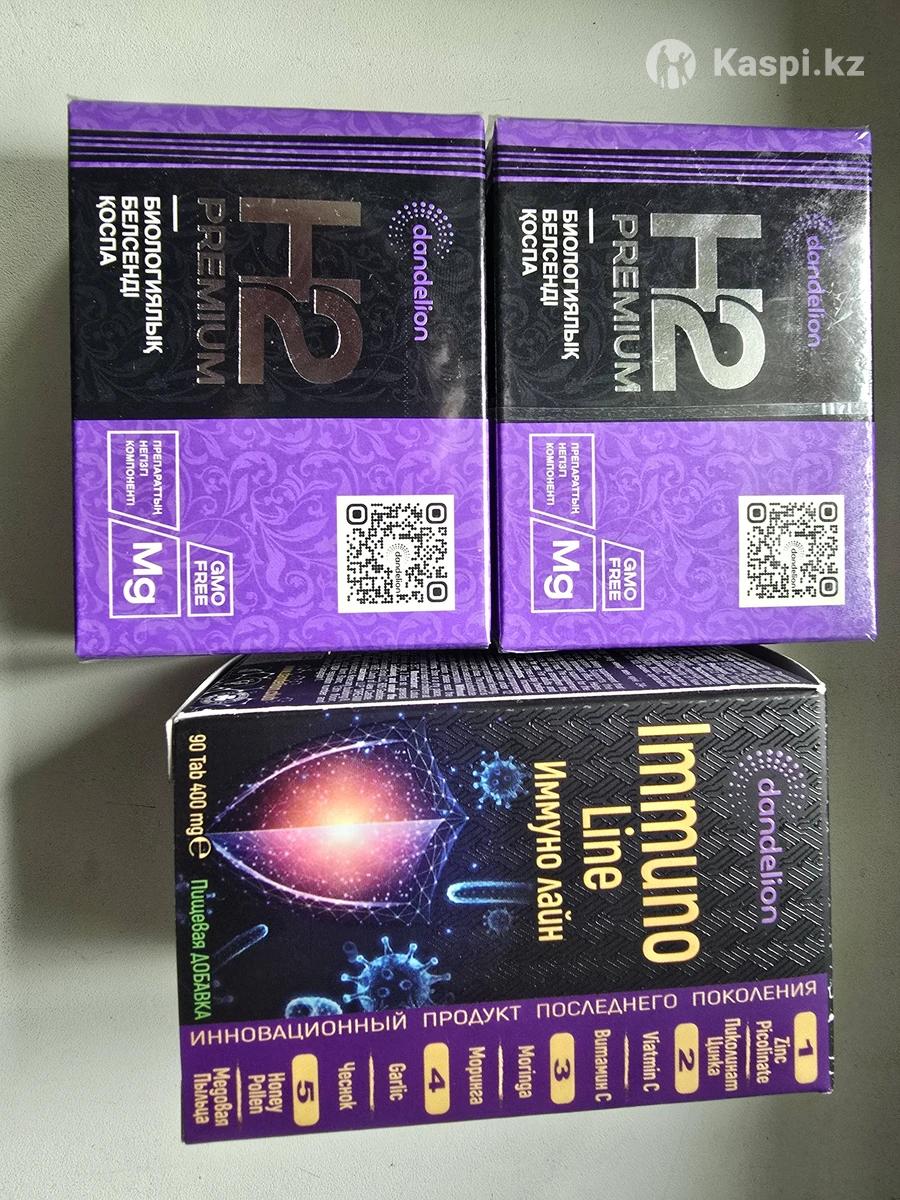 Kaspi.kz
dandelion
H2
PREMIUM
БИОЛОГИЯЛЫҚ
БЕЛСЕНДІ
ҚОСПА
ПРЕПАРАТТЫҢ
НЕГІЗГІ
КОМПОНЕНТІ
Mg
GMO
FREE
dandelion
dandelion
H2
PREMIUM
БИОЛОГИЯЛЫҚ
БЕЛСЕНДІ
ҚОСПА
ПРЕПАРАТТЫҢ
НЕГІЗГІ
КОМПОНЕНТІ
Mg
GMO
FREE
dandelion
dandelion
Immuno
Line
Иммуно лайн
90 Tab 400 mg℮
Пищевая ДОБАВКА
ИННОВАЦИОННЫЙ ПРОДУКТ ПОСЛЕДНЕГО ПОКОЛЕНИЯ
1
Zinc
Picolinate
Пиколинат
Цинка
2
Viatmin C
Витамин С
3
Moringa
Моринга
4
Garlic
Чеснок
5
Honey
Pollen
Медовая
Пыльца